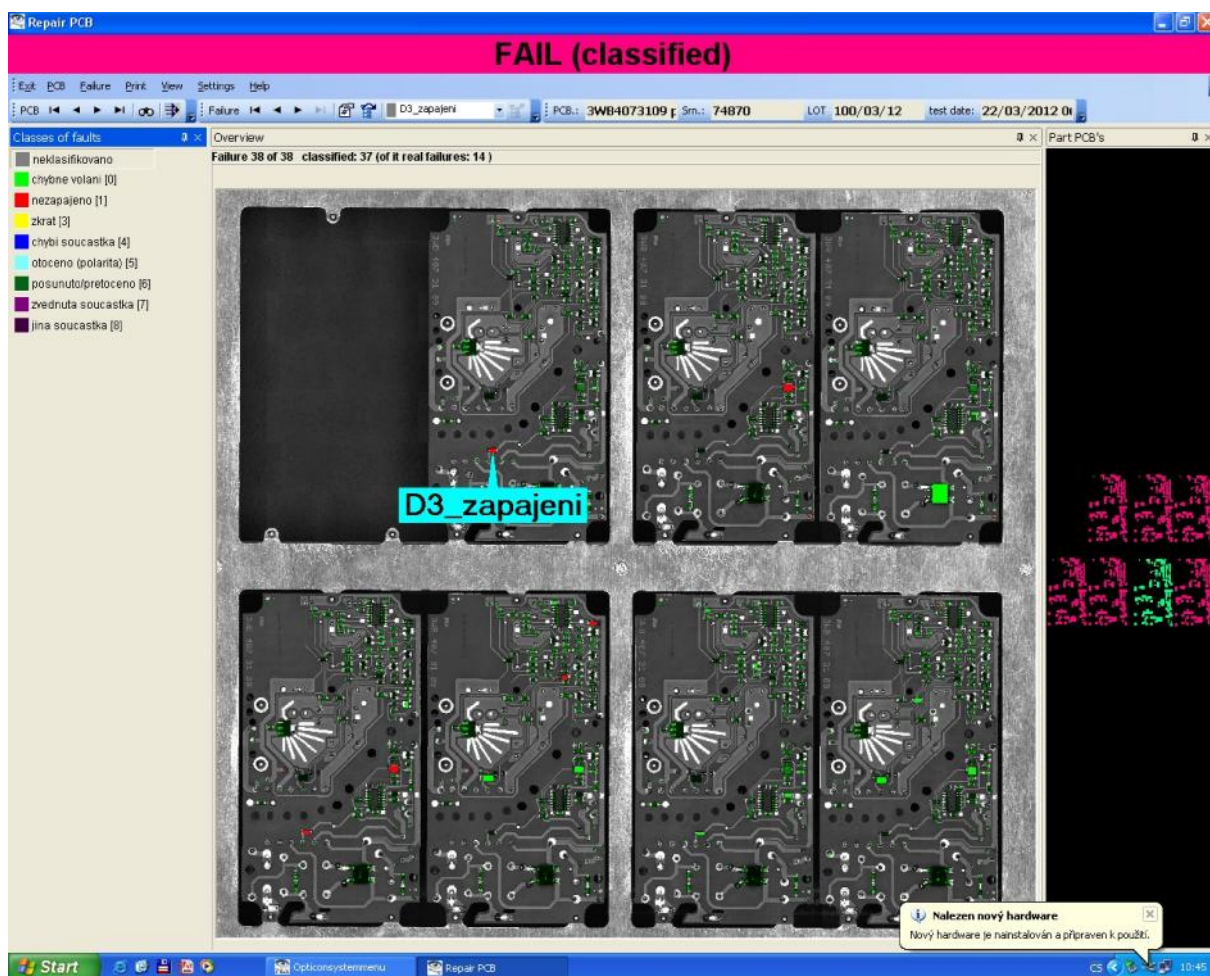 Repair PCB
FAIL (classified)
Exit PCB Failure Print View Settings Help
PCB Failure D3_zapajeni PCB.: 3WB4073109 Srn.: 74870 LOT 100/03/12 test date: 22/03/2012
Classes of faults
neklasifikovano
chybne volani [0]
nezapajeno [1]
zkrat [3]
chybi soucastka [4]
otoceno (polarita) [5]
posunuto/pretoceno [6]
zvednuta soucastka [7]
jina soucastka [8]
Overview
Failure 38 of 38 classified: 37 (of it real failures: 14 )
D3_zapajeni
Part PCB's
Nalezen nový hardware
Nový hardware je nainstalován a připraven k použití.
Start Opticonsystemmenu Repair PCB CS 10:45